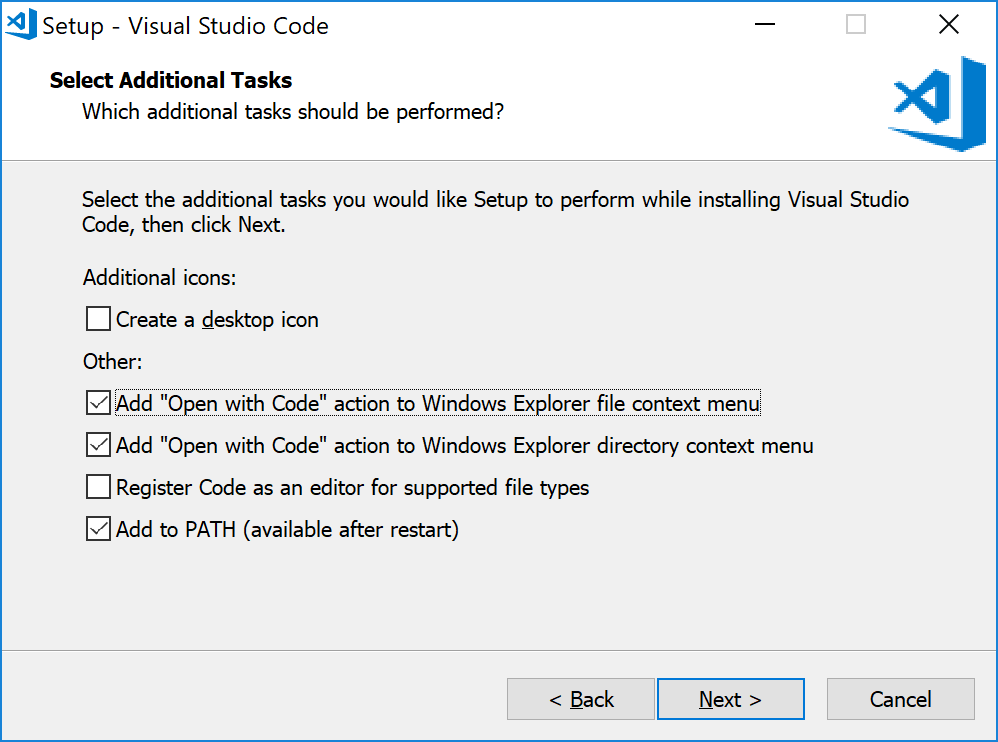 Setup - Visual Studio Code
Select Additional Tasks
Which additional tasks should be performed?
Select the additional tasks you would like Setup to perform while installing Visual Studio
Code, then click Next.
Additional icons:
Create a desktop icon
Other:
Add "Open with Code" action to Windows Explorer file context menu
Add "Open with Code" action to Windows Explorer directory context menu
Register Code as an editor for supported file types
Add to PATH (available after restart)
< Back
Next >
Cancel